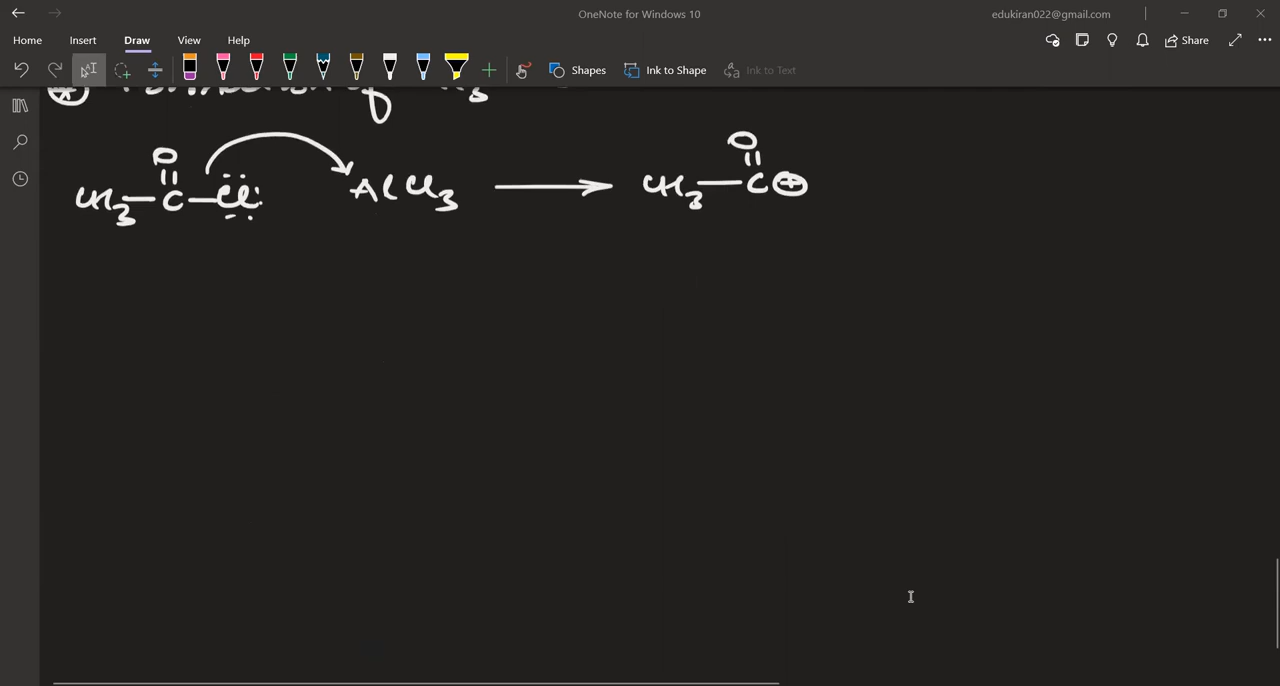 OneNote for Windows 10
edukiran022@gmail.com
Home Insert Draw View Help
Share
Shapes Ink to Shape Ink to Text
O O
CH3—C—Cl AlCl3 → CH3—C⊕